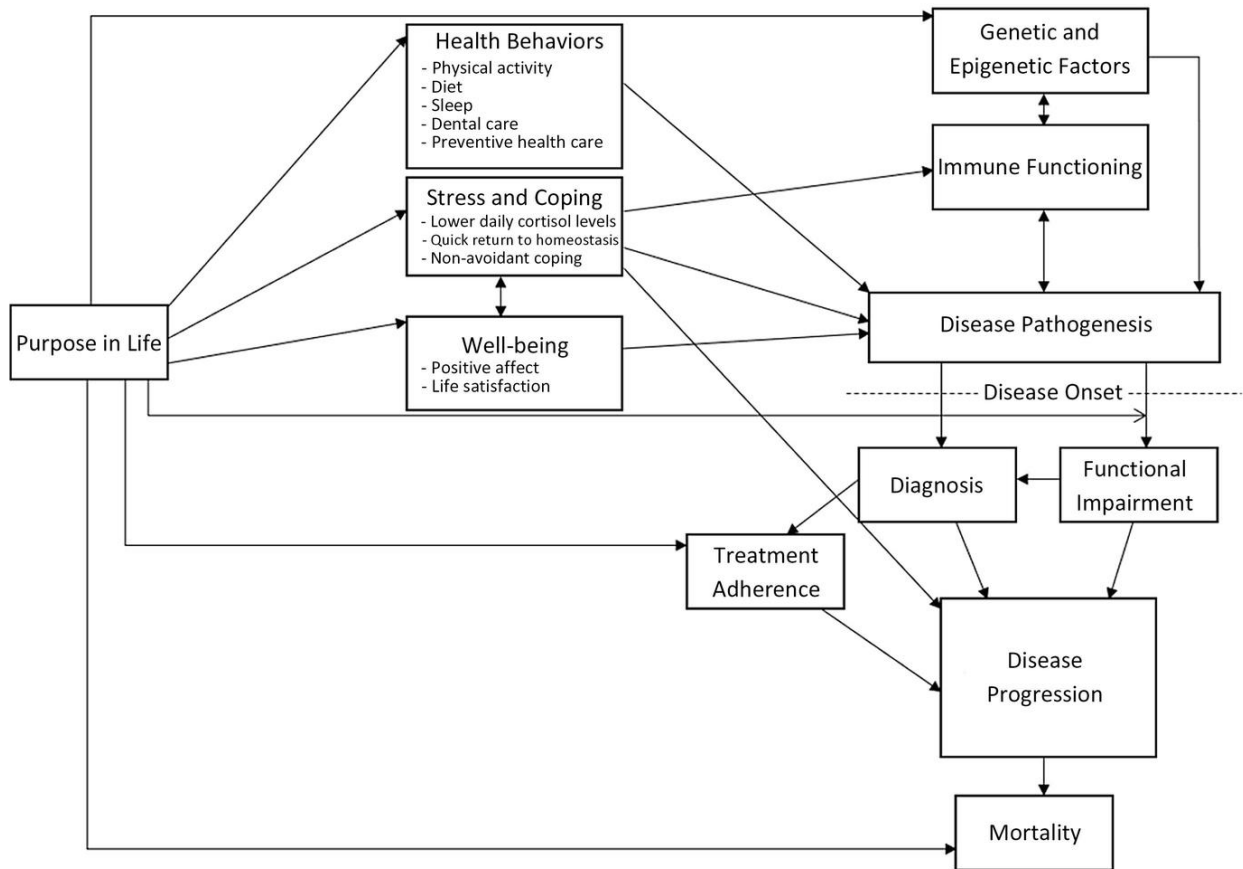 Health Behaviors
- Physical activity
- Diet
- Sleep
- Dental care
- Preventive health care
Genetic and
Epigenetic Factors
Immune Functioning
Stress and Coping
- Lower daily cortisol levels
- Quick return to homeostasis
- Non-avoidant coping
Purpose in Life
Well-being
- Positive affect
- Life satisfaction
Disease Pathogenesis
Disease Onset
Diagnosis
Functional
Impairment
Treatment
Adherence
Disease
Progression
Mortality